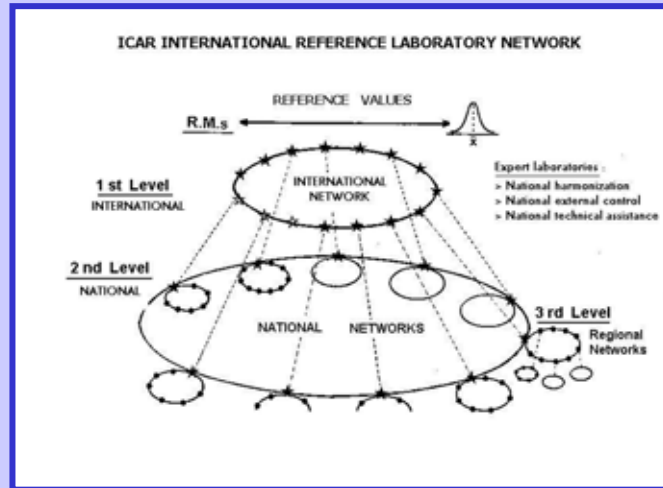 ICAR INTERNATIONAL REFERENCE LABORATORY NETWORK
REFERENCE VALUES
R.M.s
x
INTERNATIONAL
NETWORK
Expert laboratories :
> National harmonization
> National external control
> National technical assistance
1 st Level
INTERNATIONAL
2 nd Level
NATIONAL
NATIONAL NETWORKS
3 rd Level
Regional
Networks